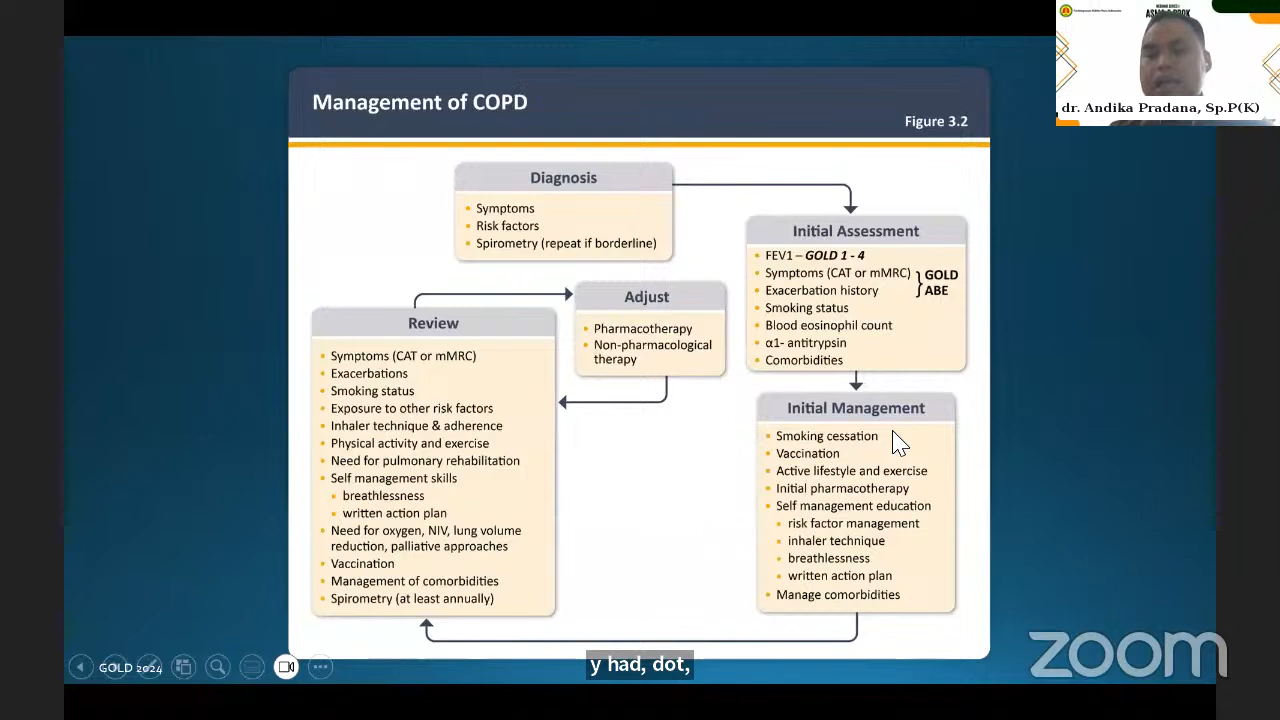 Perhimpunan Dokter Paru Indonesia
ASMA & PPOK
dr. Andika Pradana, Sp.P(K)
Management of COPD
Figure 3.2
Diagnosis
Symptoms
Risk factors
Spirometry (repeat if borderline)
Initial Assessment
FEV1 – GOLD 1 - 4
Symptoms (CAT or mMRC)
Exacerbation history
GOLD
ABE
Smoking status
Blood eosinophil count
α1- antitrypsin
Comorbidities
Initial Management
Smoking cessation
Vaccination
Active lifestyle and exercise
Initial pharmacotherapy
Self management education
risk factor management
inhaler technique
breathlessness
written action plan
Manage comorbidities
Adjust
Pharmacotherapy
Non-pharmacological
therapy
Review
Symptoms (CAT or mMRC)
Exacerbations
Smoking status
Exposure to other risk factors
Inhaler technique & adherence
Physical activity and exercise
Need for pulmonary rehabilitation
Self management skills
breathlessness
written action plan
Need for oxygen, NIV, lung volume
reduction, palliative approaches
Vaccination
Management of comorbidities
Spirometry (at least annually)
GOLD 2024
y had, dot,
zoom